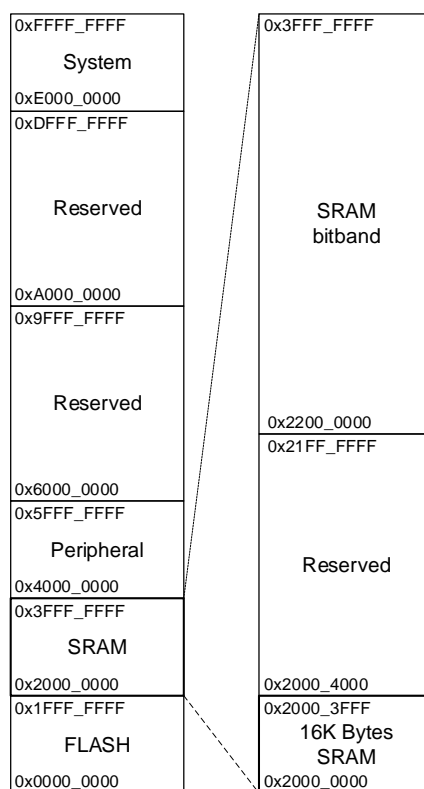 0xFFFF_FFFF
System
0xE000_0000
0xDFFF_FFFF
Reserved
0xA000_0000
0x9FFF_FFFF
Reserved
0x6000_0000
0x5FFF_FFFF
Peripheral
0x4000_0000
0x3FFF_FFFF
SRAM
0x2000_0000
0x1FFF_FFFF
FLASH
0x0000_0000
0x3FFF_FFFF
SRAM
bitband
0x2200_0000
0x21FF_FFFF
Reserved
0x2000_4000
0x2000_3FFF
16K Bytes
SRAM
0x2000_0000